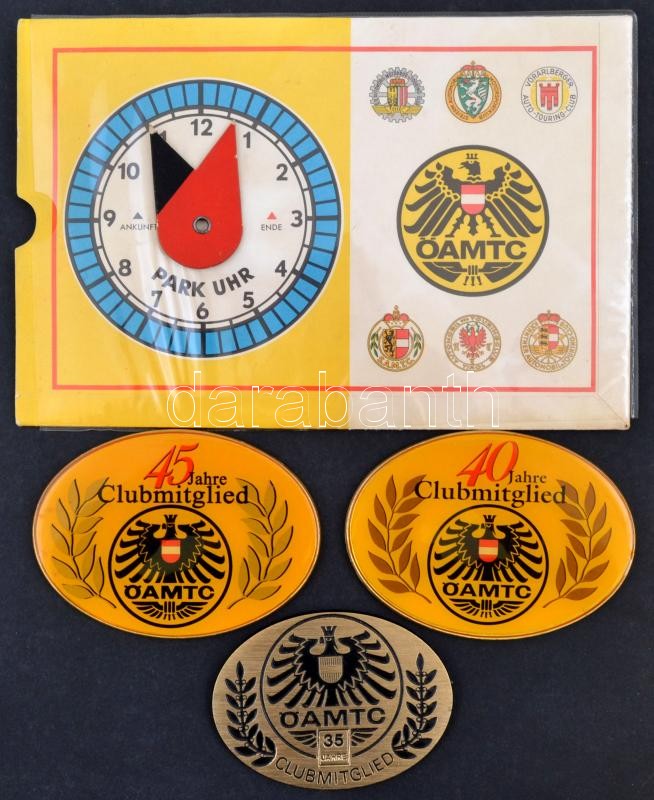 12
1
2
3
4
5
6
7
8
9
10
11
ANKUNFT
ENDE
PARK UHR
VORARLBERGER
AUTO-TOURING-CLUB
ÖAMTC
darabanth
45 Jahre
Clubmitglied
ÖAMTC
40 Jahre
Clubmitglied
ÖAMTC
ÖAMTC
35
JAHRE
CLUBMITGLIED